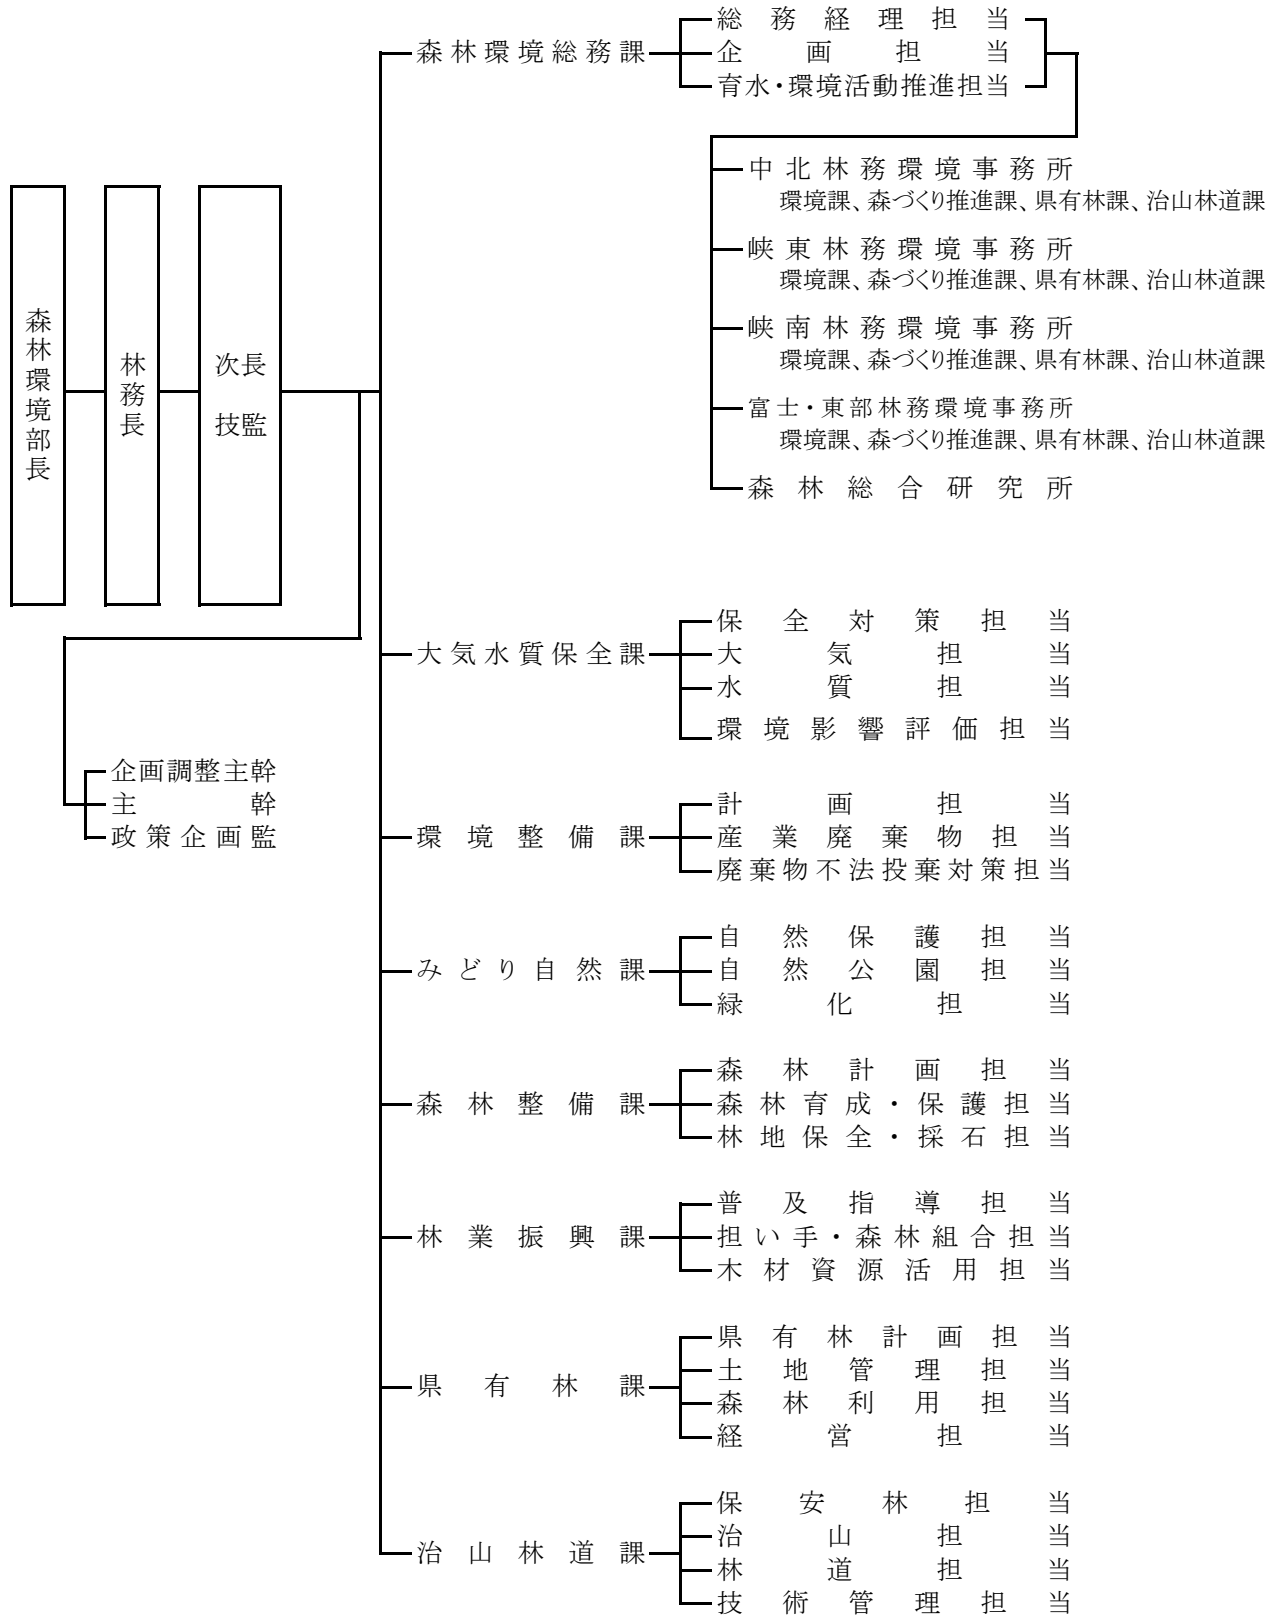 森林環境部長
林務長
次長
技監
企画調整主幹
主幹
政策企画監
森林環境総務課
総務経理担当
企画担当
育水・環境活動推進担当
中北林務環境事務所
環境課、森づくり推進課、県有林課、治山林道課
峡東林務環境事務所
環境課、森づくり推進課、県有林課、治山林道課
峡南林務環境事務所
環境課、森づくり推進課、県有林課、治山林道課
富士・東部林務環境事務所
環境課、森づくり推進課、県有林課、治山林道課
森林総合研究所
大気水質保全課
保全対策担当
大気担当
水質担当
環境影響評価担当
環境整備課
計画担当
産業廃棄物担当
廃棄物不法投棄対策担当
みどり自然課
自然保護担当
自然公園担当
緑化担当
森林整備課
森林計画担当
森林育成・保護担当
林地保全・採石担当
林業振興課
普及指導担当
担い手・森林組合担当
木材資源活用担当
県有林課
県有林計画担当
土地管理担当
森林利用担当
経営担当
治山林道課
保安林担当
治山担当
林道担当
技術管理担当